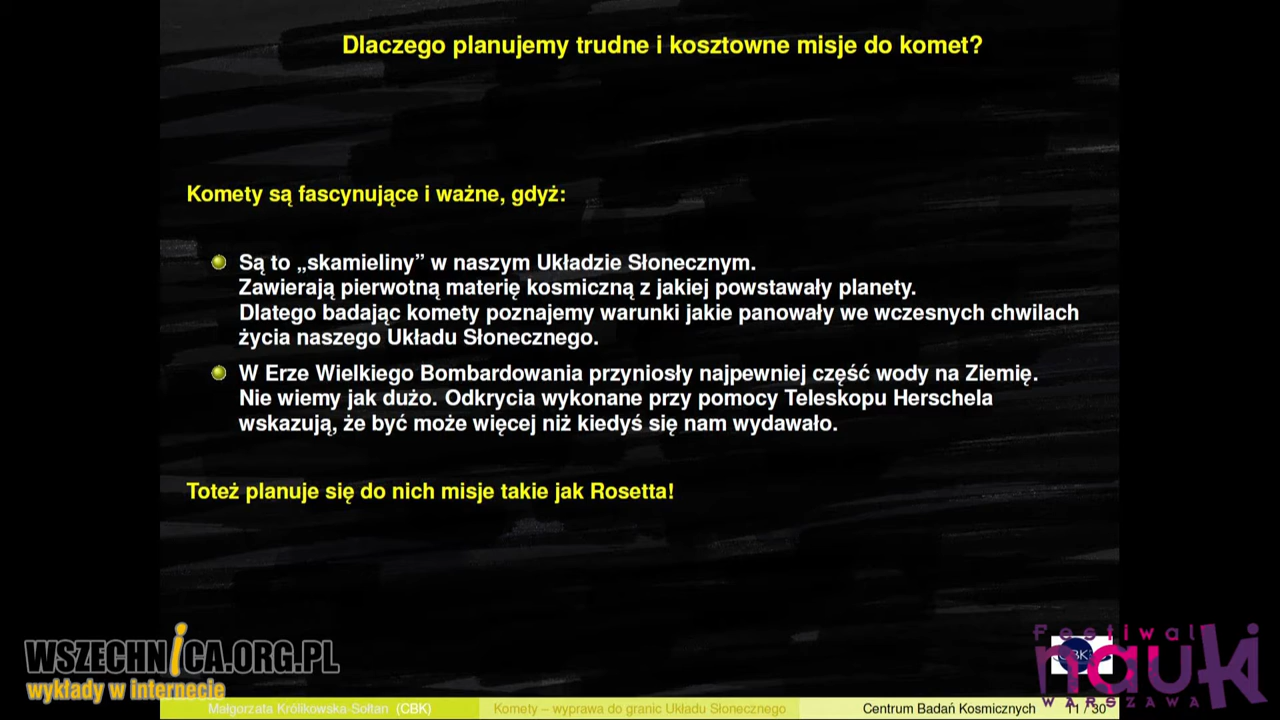 Dlaczego planujemy trudne i kosztowne misje do komet?
Komety są fascynujące i ważne, gdyż:
Są to „skamieliny” w naszym Układzie Słonecznym.
Zawierają pierwotną materię kosmiczną z jakiej powstawały planety.
Dlatego badając komety poznajemy warunki jakie panowały we wczesnych chwilach
życia naszego Układu Słonecznego.
W Erze Wielkiego Bombardowania przyniosły najpewniej część wody na Ziemię.
Nie wiemy jak dużo. Odkrycia wykonane przy pomocy Teleskopu Herschela
wskazują, że być może więcej niż kiedyś się nam wydawało.
Toteż planuje się do nich misje takie jak Rosetta!
WSZECHNICA.ORG.PL
wykłady w internecie
Festiwal
nauki
WARSZAWA
CBK
Małgorzata Królikowska-Sołtan (CBK)
Komety – wyprawa do granic Układu Słonecznego
Centrum Badań Kosmicznych
11 / 30